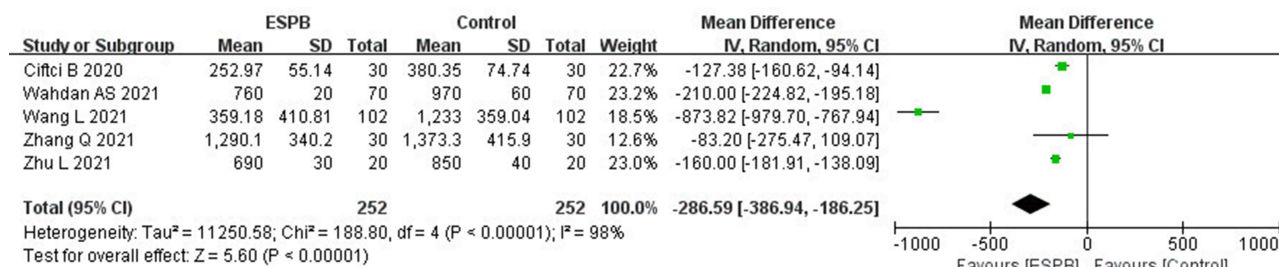 ESPB Control Mean Difference Mean Difference
Study or Subgroup Mean SD Total Mean SD Total Weight IV, Random, 95% CI IV, Random, 95% CI
Ciftci B 2020 252.97 55.14 30 380.35 74.74 30 22.7% -127.38 [-160.62, -94.14]
Wahdan AS 2021 760 20 70 970 60 70 23.2% -210.00 [-224.82, -195.18]
Wang L 2021 359.18 410.81 102 1,233 359.04 102 18.5% -873.82 [-979.70, -767.94]
Zhang Q 2021 1,290.1 340.2 30 1,373.3 415.9 30 12.6% -83.20 [-275.47, 109.07]
Zhu L 2021 690 30 20 850 40 20 23.0% -160.00 [-181.91, -138.09]
Total (95% CI) 252 252 100.0% -286.59 [-386.94, -186.25]
Heterogeneity: Tau² = 11250.58; Chi² = 188.80, df = 4 (P < 0.00001); I² = 98%
Test for overall effect: Z = 5.60 (P < 0.00001)
-1000 -500 0 500 1000
Favours [ESPB] Favours [Control]